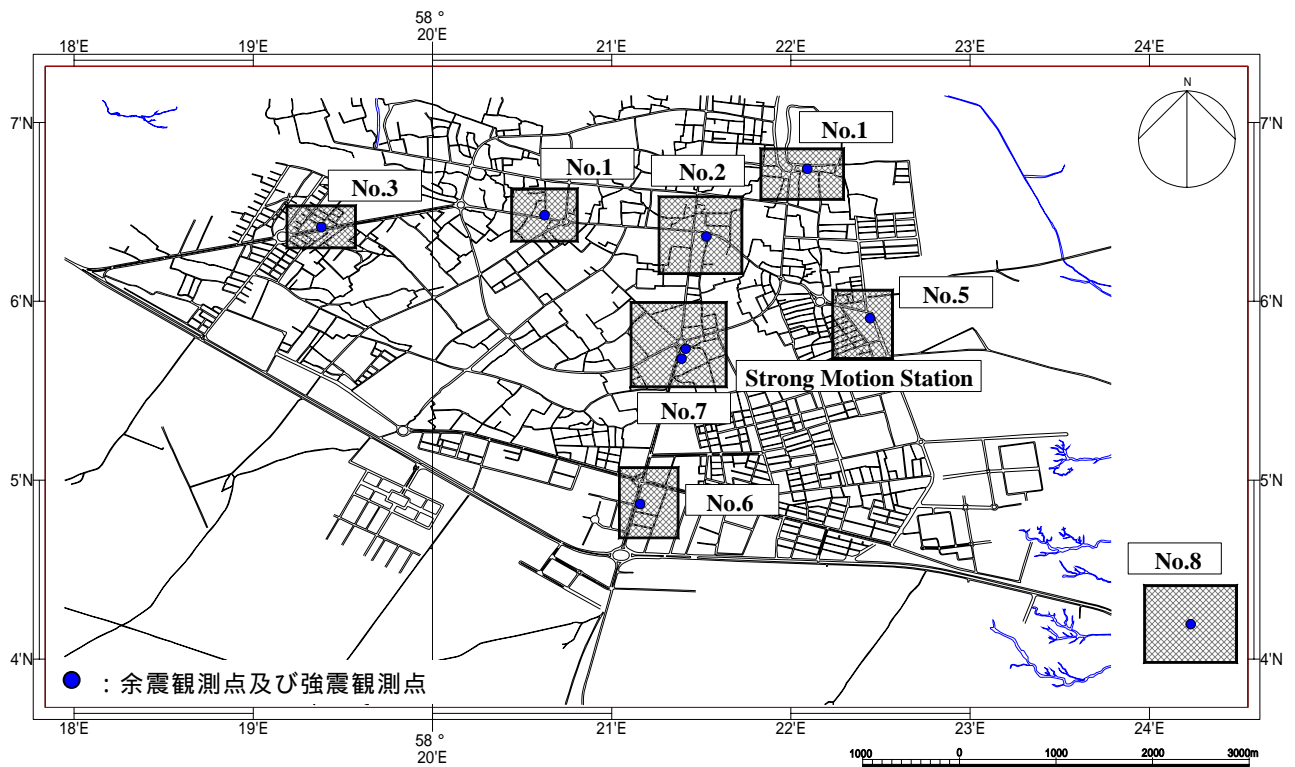 58 °
18'E 19'E 20'E 21'E 22'E 23'E 24'E
N
7'N 7'N
No.1
No.1
No.2
No.3
6'N 6'N
No.5
Strong Motion Station
No.7
5'N 5'N
No.6
No.8
4'N 4'N
：余震観測点及び強震観測点
18'E 19'E 58 ° 21'E 22'E 23'E 24'E
20'E
1000 0 1000 2000 3000m